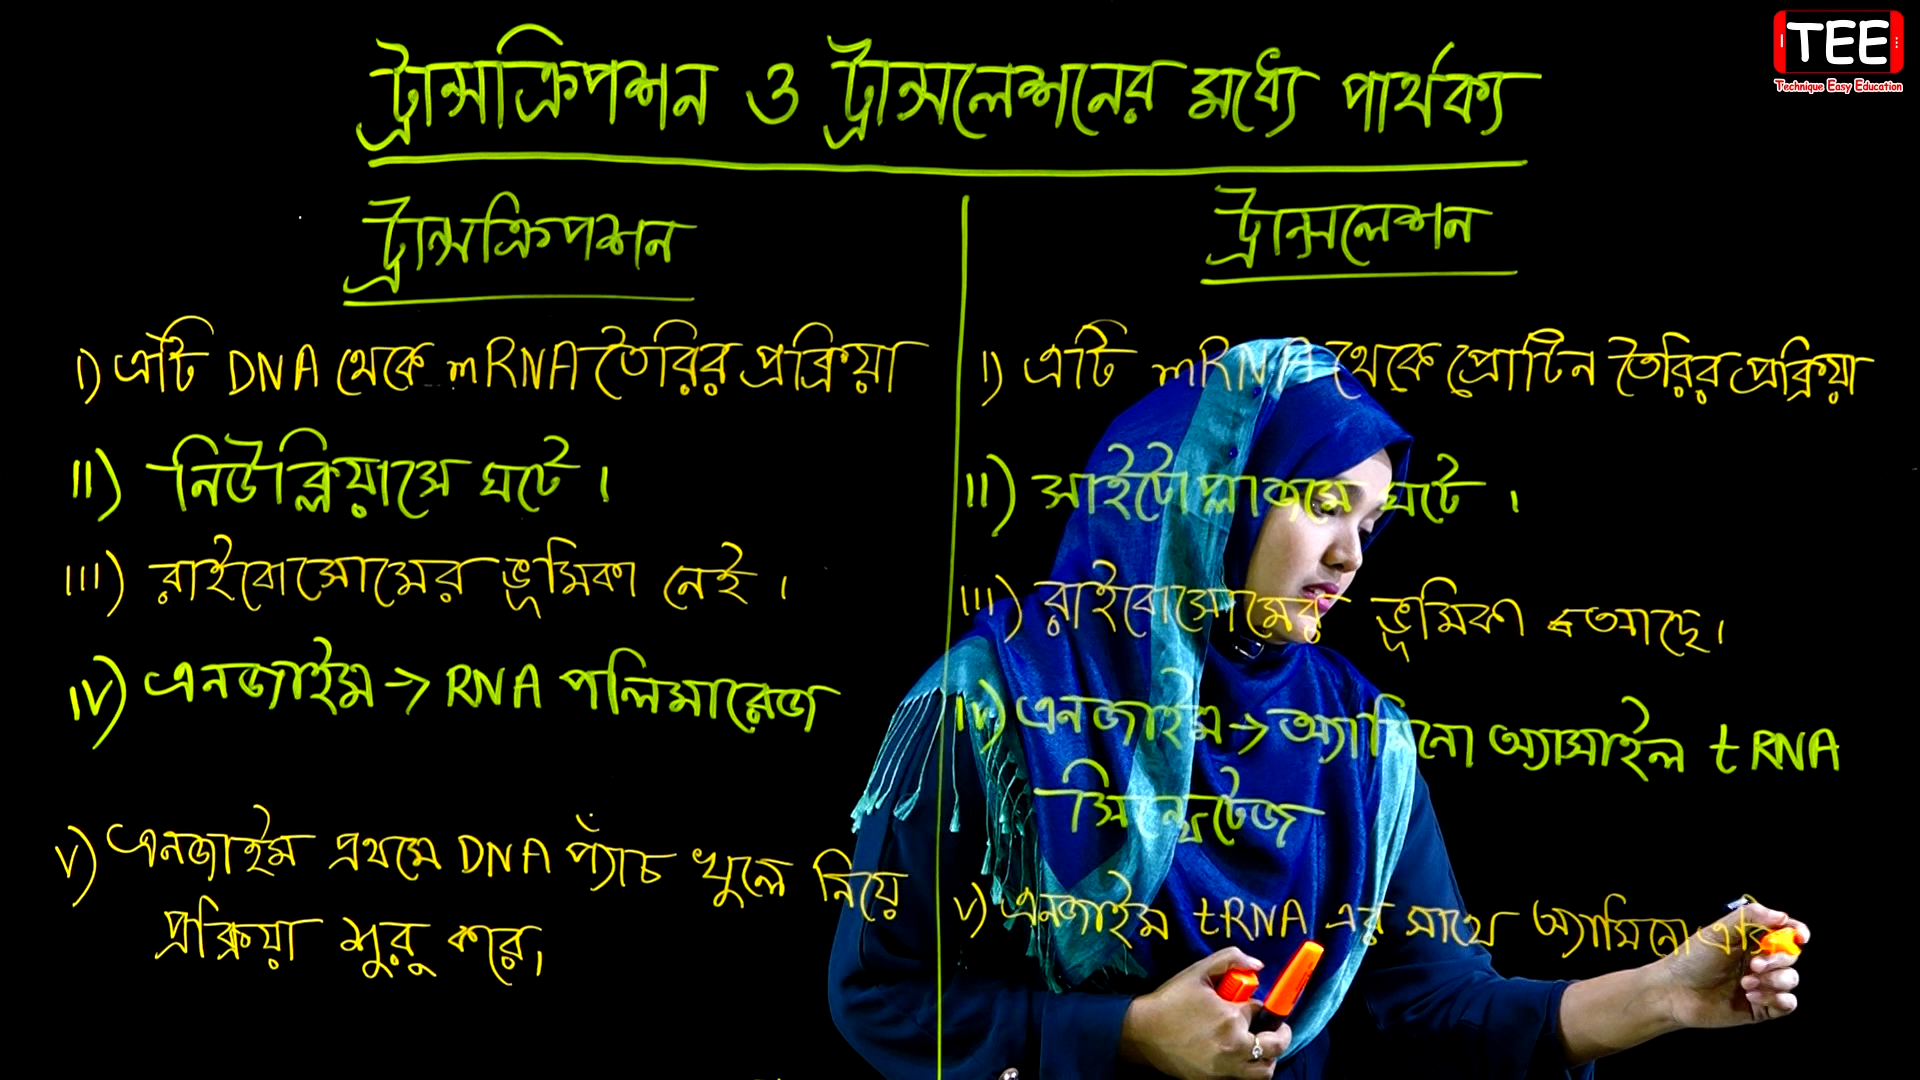 TEE
Technique Easy Education
ট্রান্সক্রিপশন ও ট্রান্সলেশনের মধ্যে পার্থক্য
ট্রান্সক্রিপশন
i) এটি DNA থেকে mRNA তৈরির প্রক্রিয়া
ii) নিউক্লিয়াসে ঘটে।
iii) রাইবোসোমের ভূমিকা নেই।
iv) এনজাইম → RNA পলিমারেজ
v) এনজাইম প্রথমে DNA প্যাঁচ খুলে নিয়ে
প্রক্রিয়া শুরু করে।
ট্রান্সলেশন
i) এটি mRNA থেকে প্রোটিন তৈরির প্রক্রিয়া
ii) সাইটোপ্লাজমে ঘটে।
iii) রাইবোসোমের ভূমিকা আছে।
iv) এনজাইম → অ্যামিনো অ্যাসাইল tRNA
সিন্থেটেজ
v) এনজাইম tRNA এর সাথে অ্যামিনো